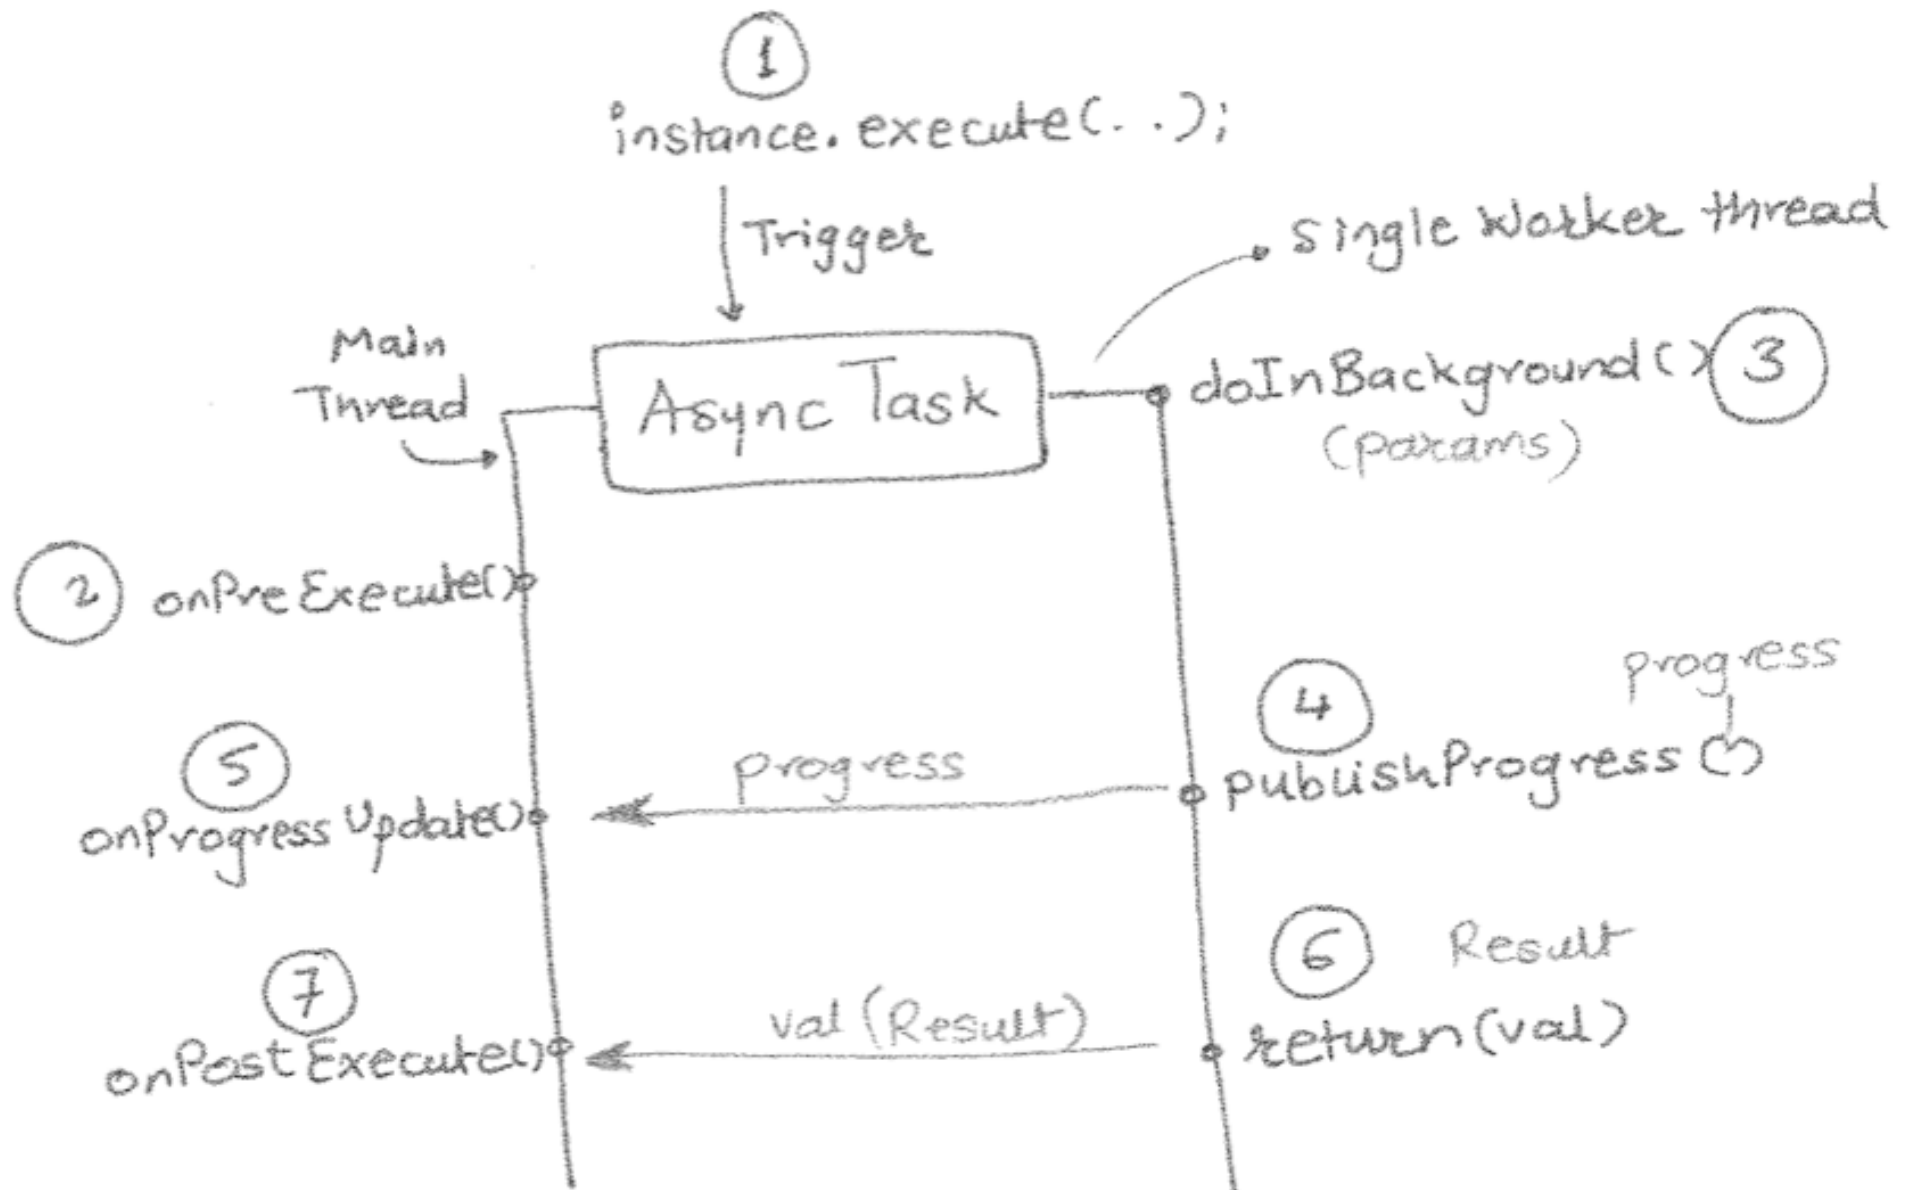 1
instance.execute(..);
Trigger
Single Worker thread
Main
Thread
Async Task
doInBackground()
3
(params)
2
onPreExecute()
progress
4
publishProgress()
5
progress
onProgressUpdate()
6
Result
return(val)
7
val (Result)
onPostExecute()